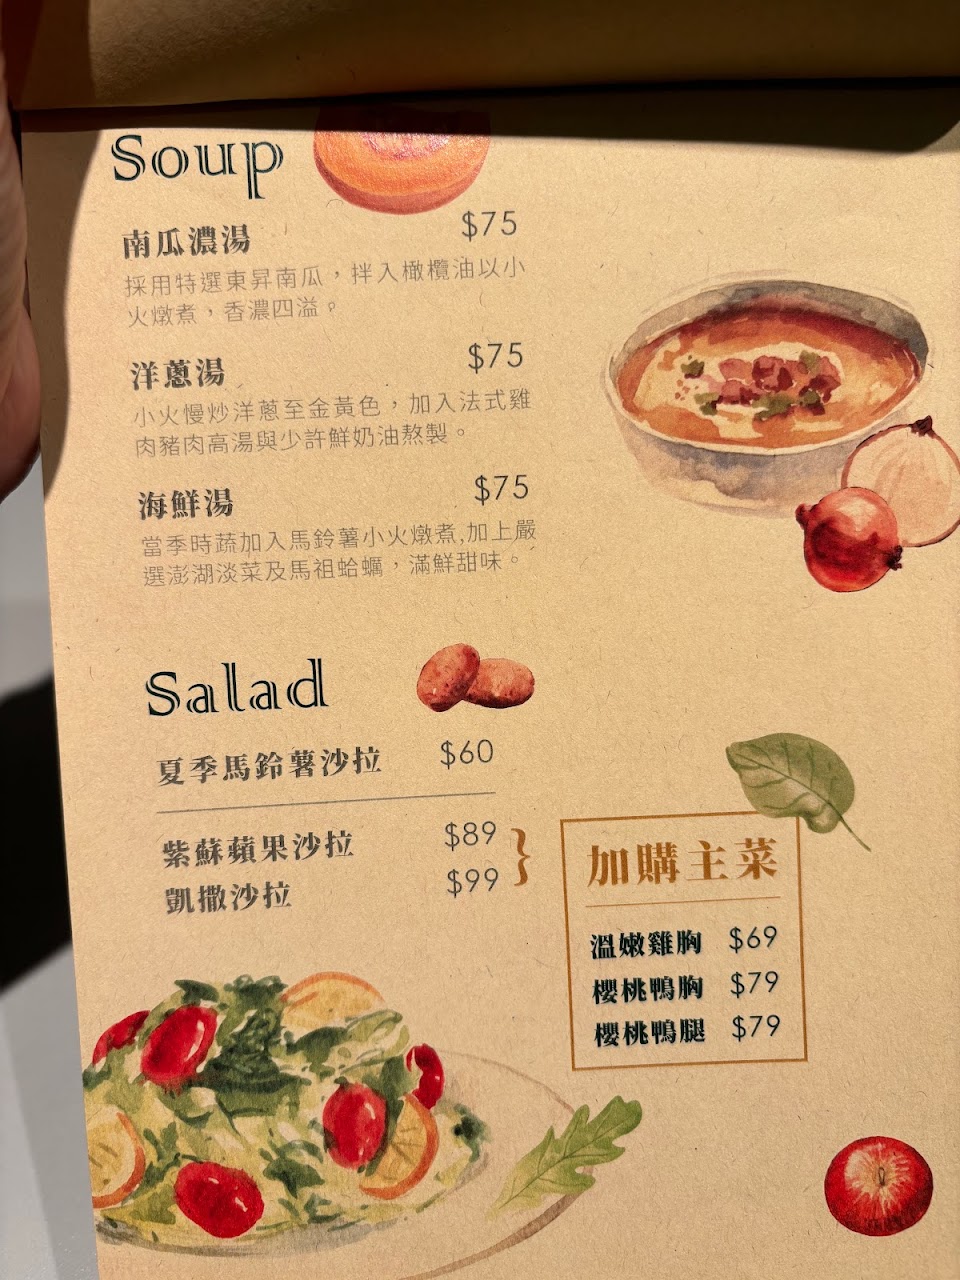 Soup
南瓜濃湯 $75
採用特選東昇南瓜，拌入橄欖油以小
火燉煮，香濃四溢。
洋蔥湯 $75
小火慢炒洋蔥至金黃色，加入法式雞
肉豬肉高湯與少許鮮奶油熬製。
海鮮湯 $75
當季時蔬加入馬鈴薯小火燉煮,加上嚴
選澎湖淡菜及馬祖蛤蠣，滿鮮甜味。
Salad
夏季馬鈴薯沙拉 $60
紫蘇蘋果沙拉 $89
凱撒沙拉 $99
}
加購主菜
溫嫩雞胸 $69
櫻桃鴨胸 $79
櫻桃鴨腿 $79